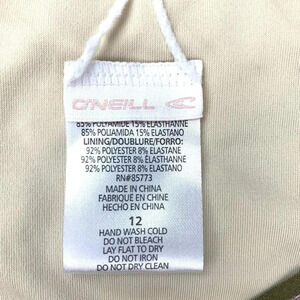 O'NEILL
85% POLYAMIDE 15% ELASTHANNE
85% POLIAMIDA 15% ELASTANO
LINING/DOUBLURE/FORRO:
92% POLYESTER 8% ELASTANE
92% POLYESTER 8% ELASTHANNE
92% POLYESTER 8% ELASTANO
RN#85773
MADE IN CHINA
FABRIQUÉ EN CHINE
HECHO EN CHINA
12
HAND WASH COLD
DO NOT BLEACH
LAY FLAT TO DRY
DO NOT IRON
DO NOT DRY CLEAN